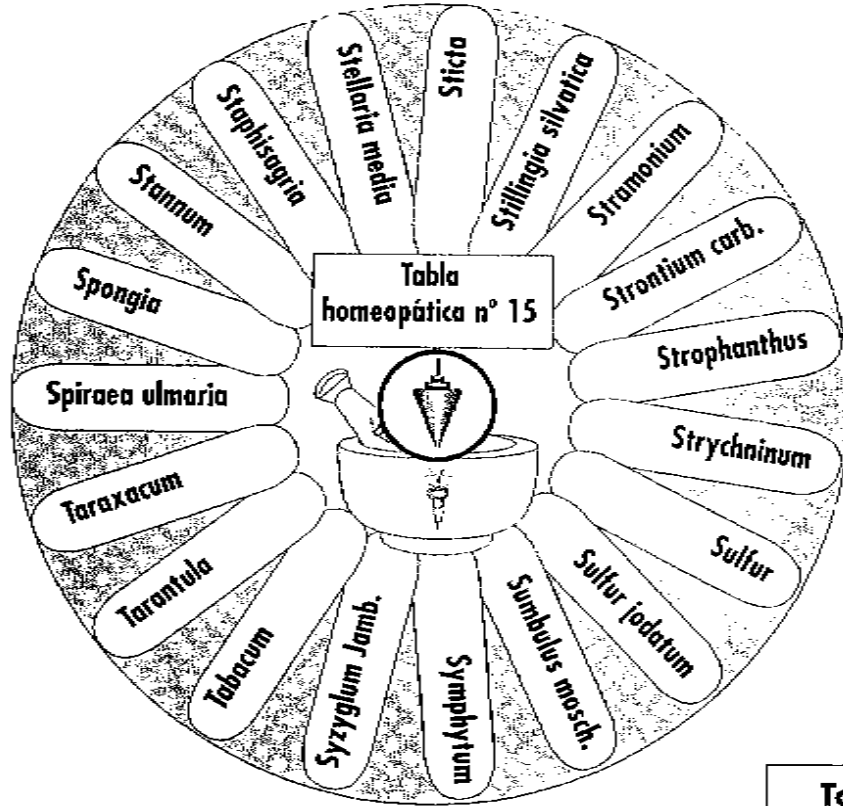 Tabla
homeopática n° 15
Spiraea ulmaria
Spongia
Stannum
Staphisagria
Stellaria media
Sticta
Stillingia silvatica
Stramonium
Strontium carb.
Strophanthus
Strychninum
Sulfur
Sulfur jodatum
Sumbulus mosch.
Symphytum
Syzyglum Jamb.
Tabacum
Tarantula
Taraxacum